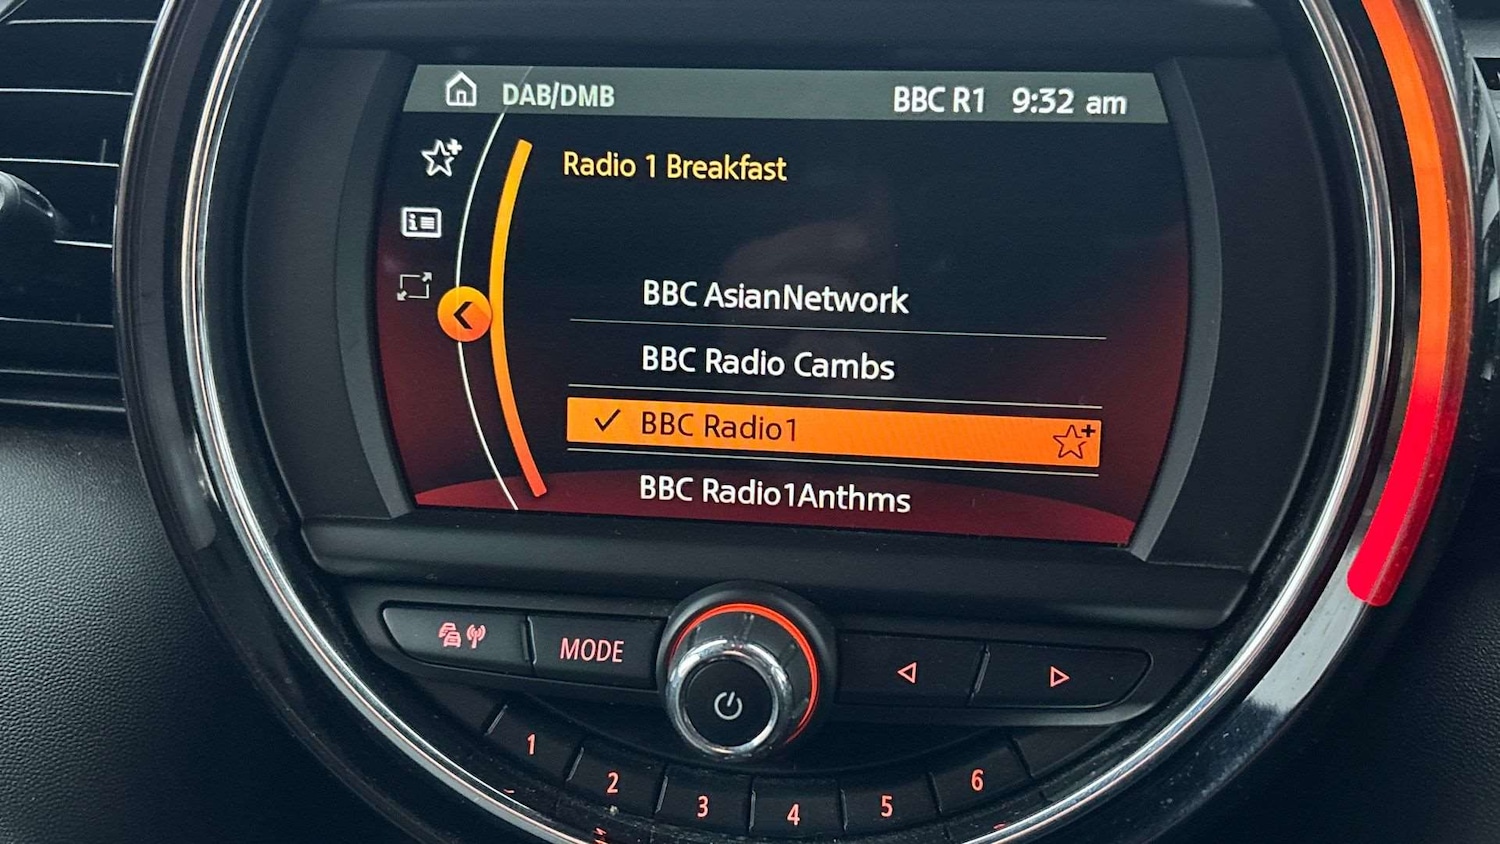 DAB/DMB BBC R1 9:32 am
Radio 1 Breakfast
BBC AsianNetwork
BBC Radio Cambs
BBC Radio1
BBC Radio1Anthms
MODE
1 2 3 4 5 6